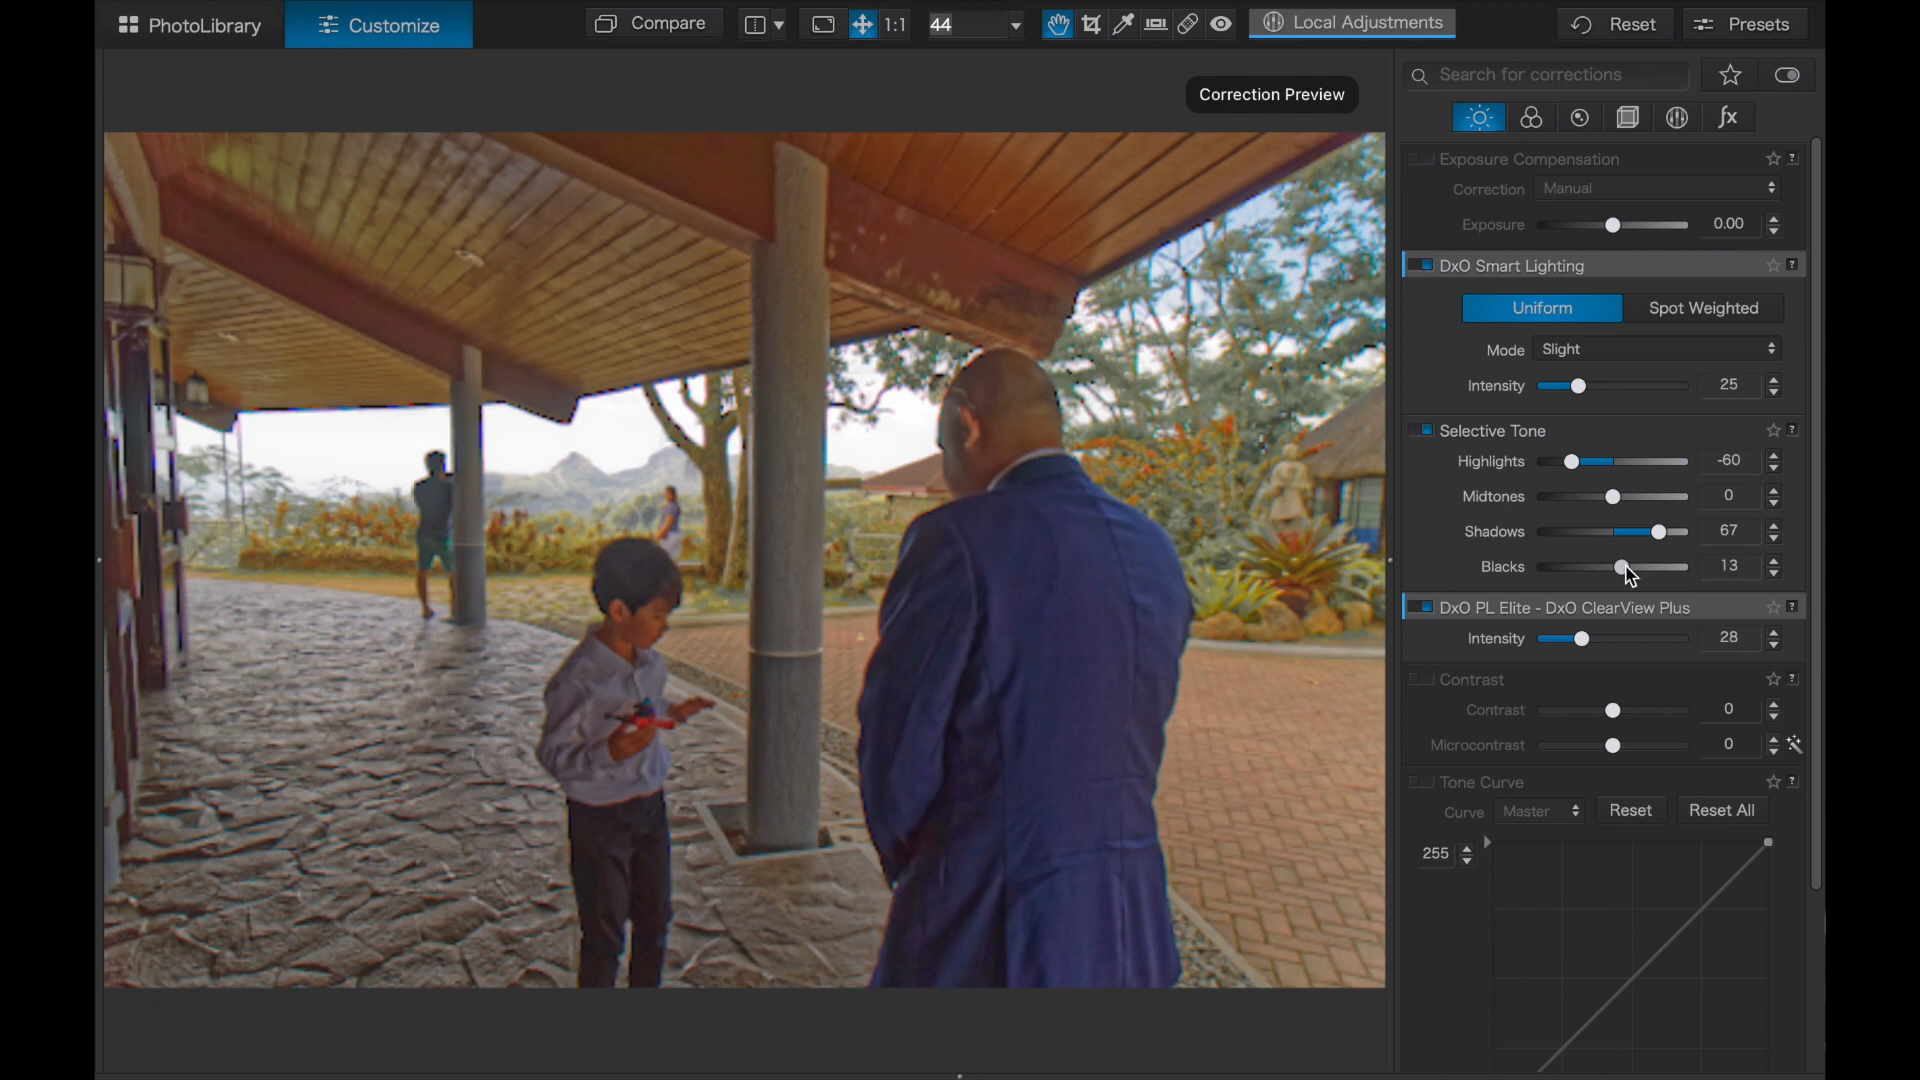 PhotoLibrary
Customize
Compare
1:1
44
Local Adjustments
Reset
Presets
Correction Preview
Search for corrections
fx
Exposure Compensation
?
Correction
Manual
Exposure
0.00
DxO Smart Lighting
?
Uniform
Spot Weighted
Mode
Slight
Intensity
25
Selective Tone
?
Highlights
-60
Midtones
0
Shadows
67
Blacks
13
DxO PL Elite - DxO ClearView Plus
?
Intensity
28
Contrast
?
Contrast
0
Microcontrast
0
Tone Curve
?
Curve
Master
Reset
Reset All
255